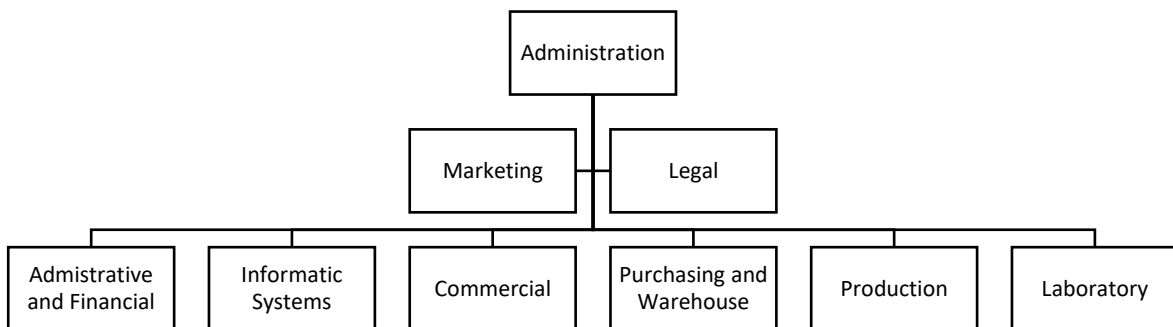 Administration
Marketing
Legal
Admistrative
and Financial
Informatic
Systems
Commercial
Purchasing and
Warehouse
Production
Laboratory